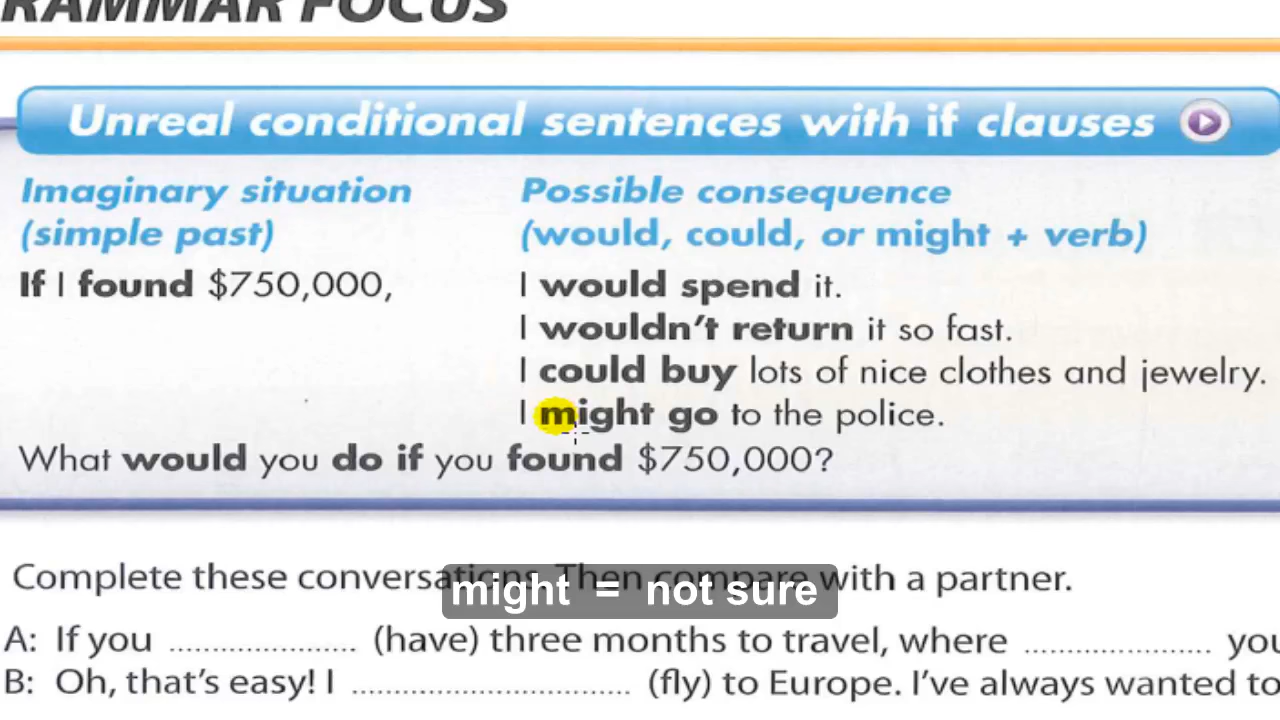 RAMMAR FOCUS
Unreal conditional sentences with if clauses
Imaginary situation
(simple past)
Possible consequence
(would, could, or might + verb)
If I found $750,000,
I would spend it.
I wouldn't return it so fast.
I could buy lots of nice clothes and jewelry.
I might go to the police.
What would you do if you found $750,000?
Complete these conversations. Then compare with a partner.
might = not sure
A: If you .................... (have) three months to travel, where .................... you
B: Oh, that's easy! I .............................. (fly) to Europe. I've always wanted to